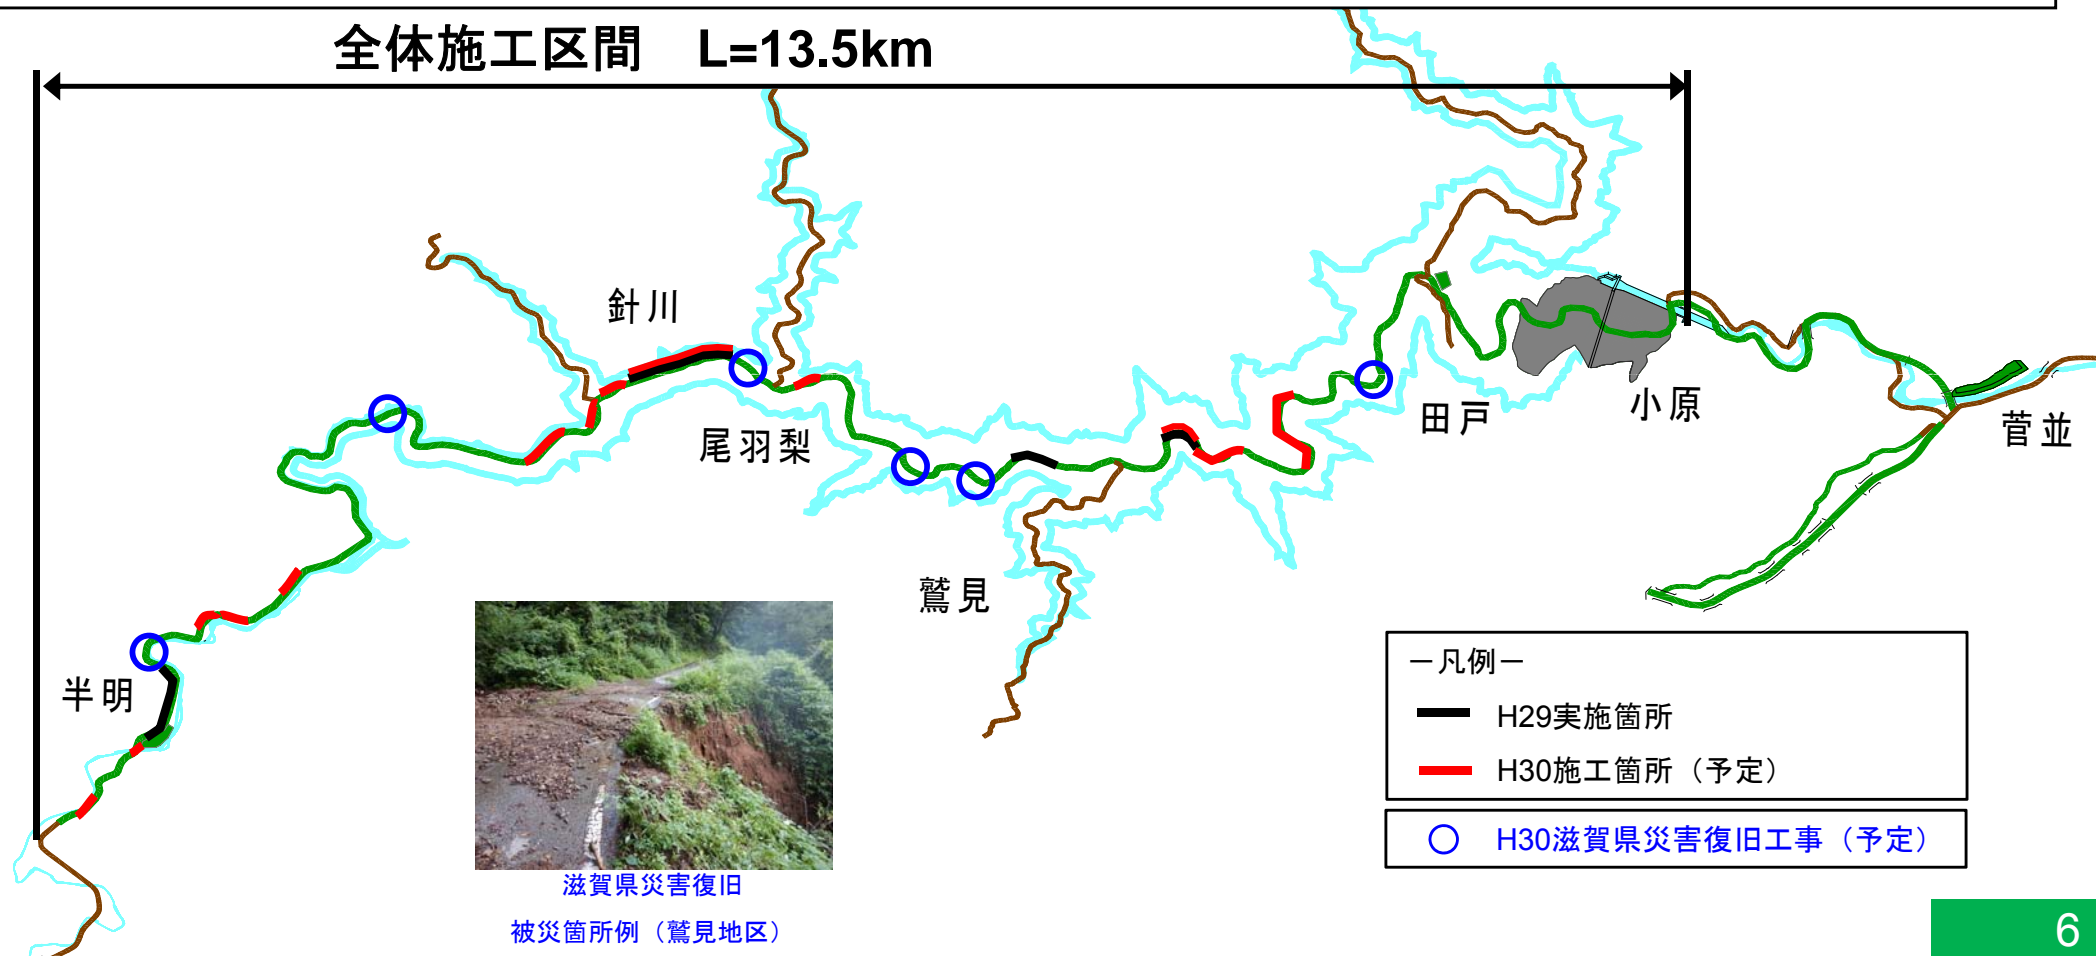 全体施工区間　L=13.5km
針川
尾羽梨
田戸
小原
菅並
鷲見
半明
－凡例－
H29実施箇所
H30施工箇所（予定）
H30滋賀県災害復旧工事（予定）
滋賀県災害復旧
被災箇所例（鷲見地区）
6